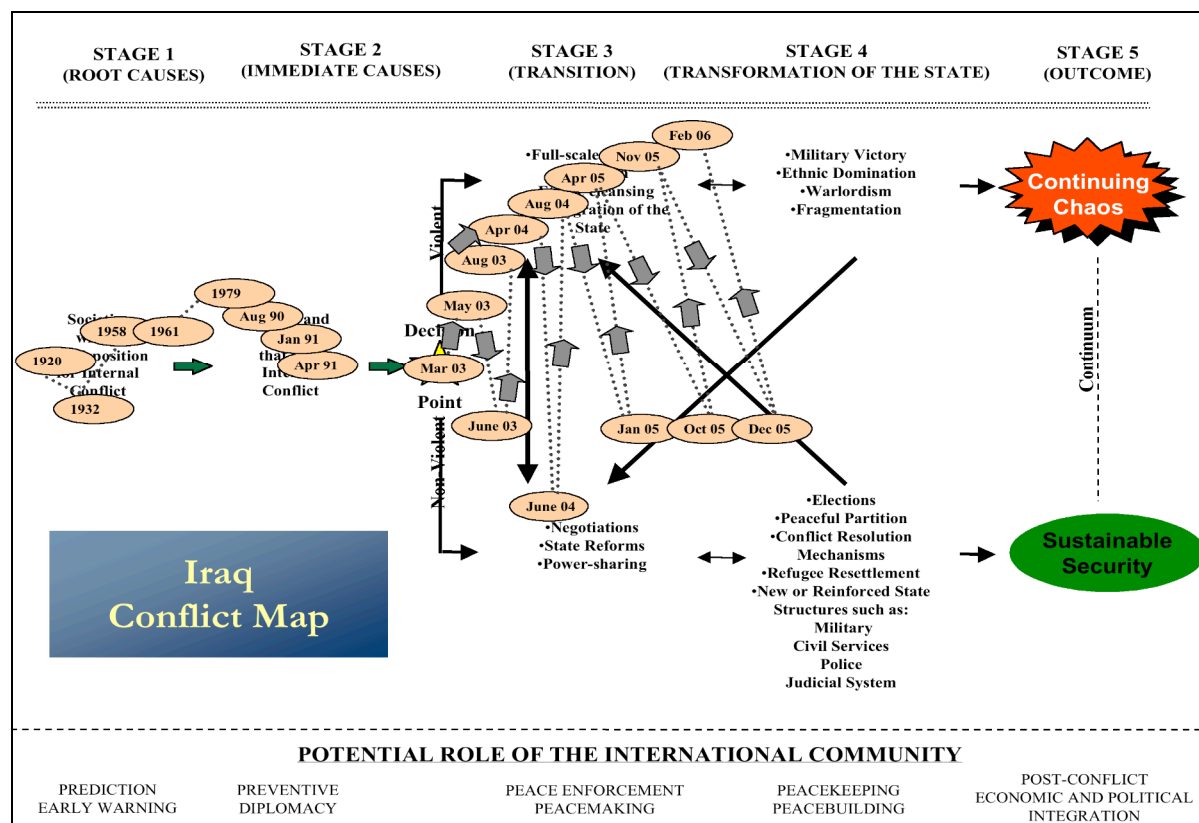 STAGE 1
(ROOT CAUSES)
STAGE 2
(IMMEDIATE CAUSES)
STAGE 3
(TRANSITION)
STAGE 4
(TRANSFORMATION OF THE STATE)
STAGE 5
(OUTCOME)
1920
1932
1958
1961
1979
Aug 90
Jan 91
Apr 91
for Internal
Conflict
and
Conflict
Mar 03
Point
May 03
June 03
Aug 03
Apr 04
June 04
Aug 04
Jan 05
Apr 05
Oct 05
Nov 05
Dec 05
Feb 06
Violent
Non-Violent
•Full-scale
State
of the
•Military Victory
•Ethnic Domination
•Warlordism
•Fragmentation
Continuing
Chaos
Continuum
•Negotiations
•State Reforms
•Power-sharing
•Elections
•Peaceful Partition
•Conflict Resolution
Mechanisms
•Refugee Resettlement
•New or Reinforced State
Structures such as:
Military
Civil Services
Police
Judicial System
Sustainable
Security
Iraq
Conflict Map
POTENTIAL ROLE OF THE INTERNATIONAL COMMUNITY
PREDICTION
EARLY WARNING
PREVENTIVE
DIPLOMACY
PEACE ENFORCEMENT
PEACEMAKING
PEACEKEEPING
PEACEBUILDING
POST-CONFLICT
ECONOMIC AND POLITICAL
INTEGRATION